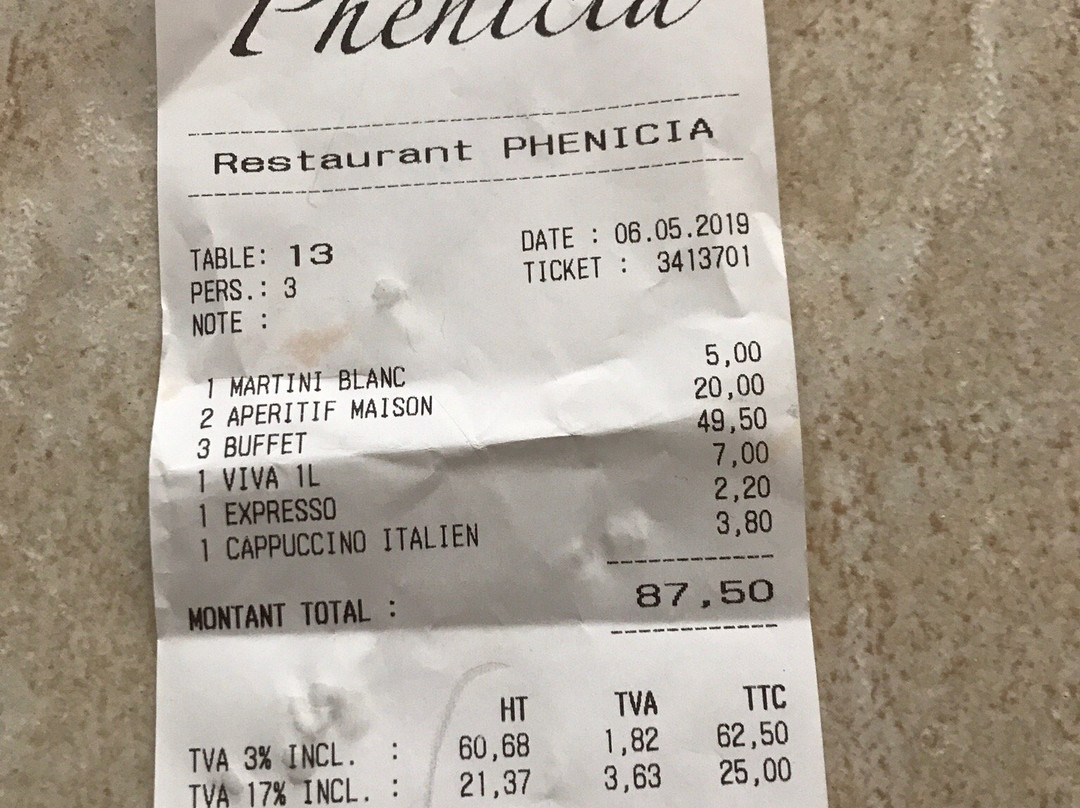 Phenicia
Restaurant PHENICIA
TABLE: 13 DATE : 06.05.2019
PERS.: 3 TICKET : 3413701
NOTE :
1 MARTINI BLANC 5,00
2 APERITIF MAISON 20,00
3 BUFFET 49,50
1 VIVA 1L 7,00
1 EXPRESSO 2,20
1 CAPPUCCINO ITALIEN 3,80
MONTANT TOTAL : 87,50
HT TVA TTC
TVA 3% INCL. : 60,68 1,82 62,50
TVA 17% INCL. : 21,37 3,63 25,00